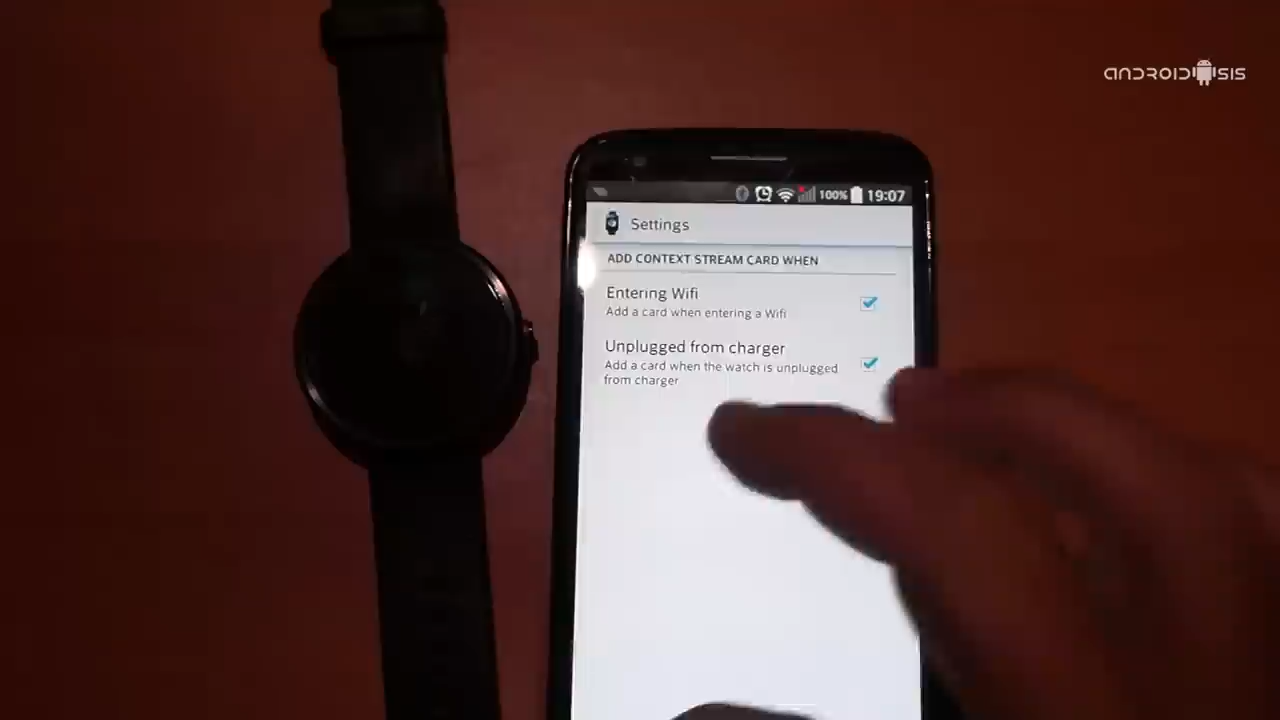 ANDROIDSIS
100% 19:07
Settings
ADD CONTEXT STREAM CARD WHEN
Entering Wifi
Add a card when entering a Wifi
Unplugged from charger
Add a card when the watch is unplugged
from charger